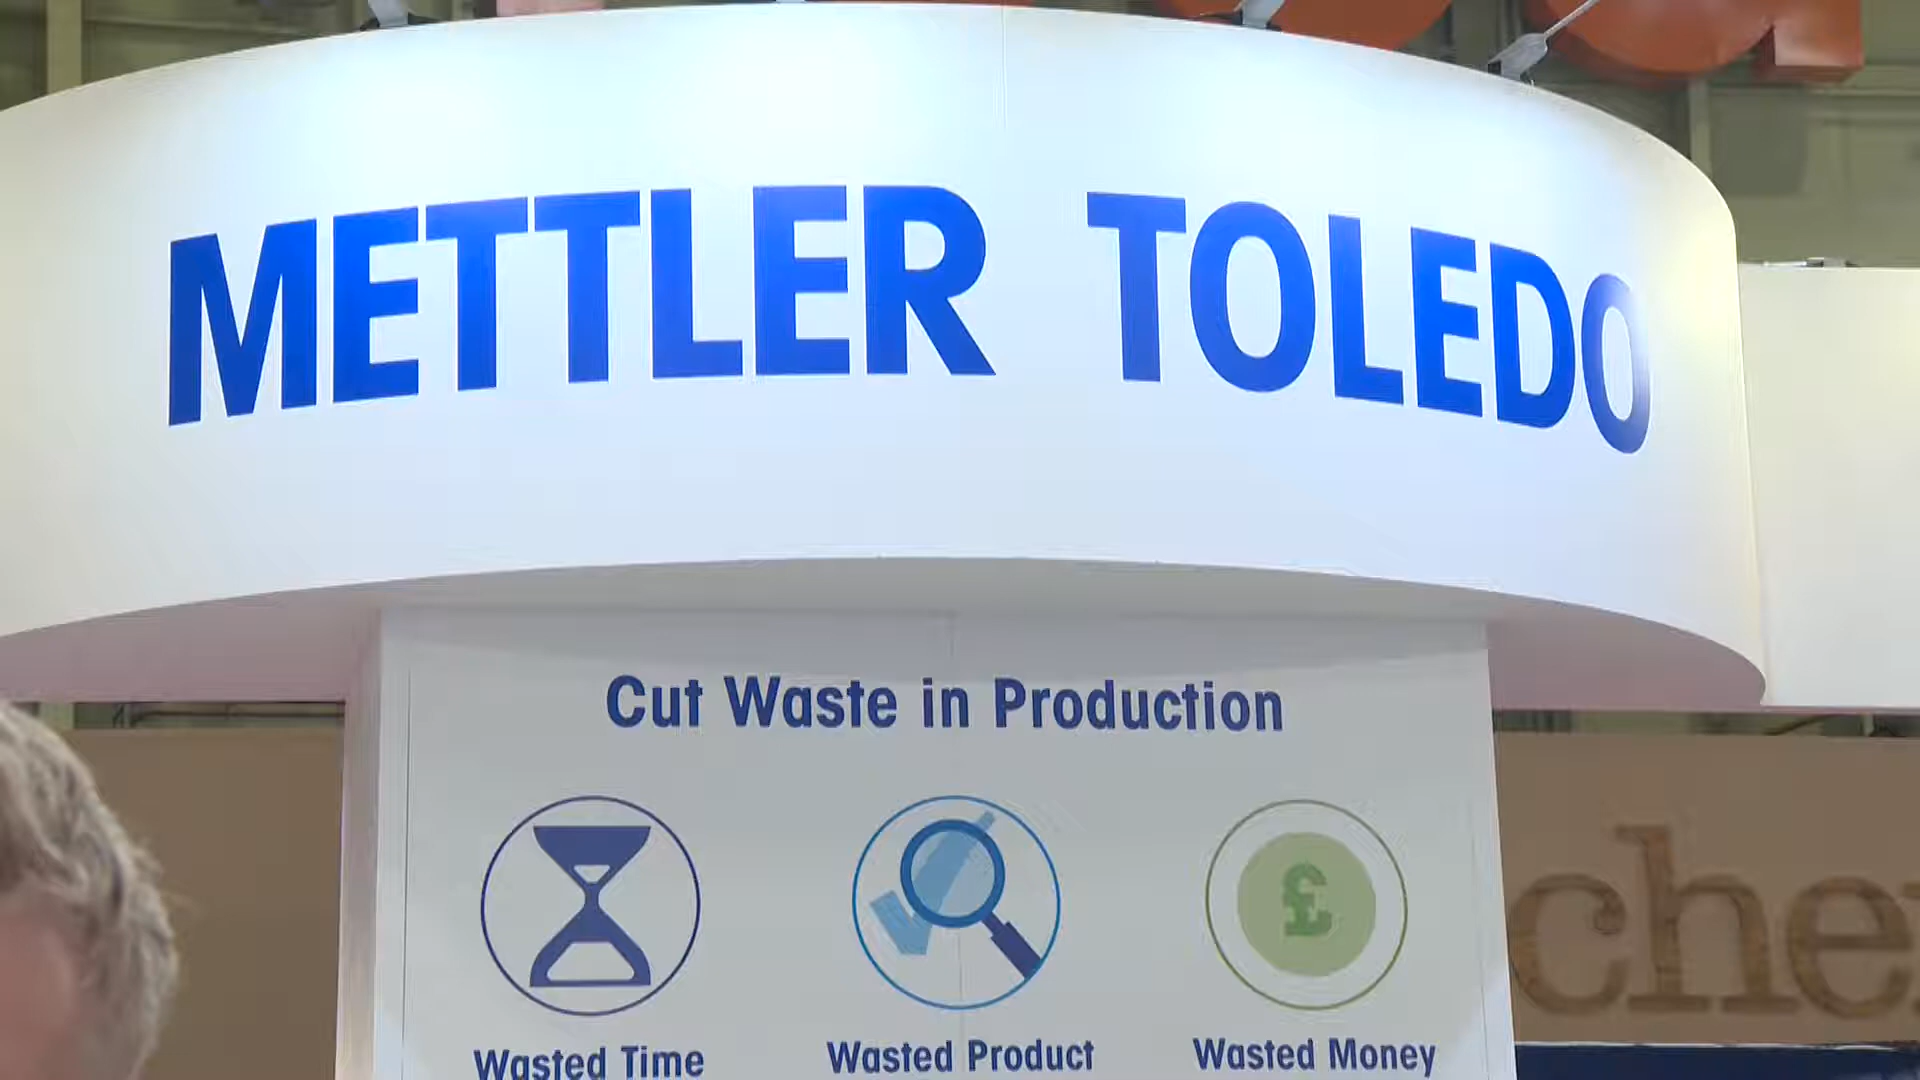 METTLER TOLEDO
Cut Waste in Production
£
Wasted Time
Wasted Product
Wasted Money
che